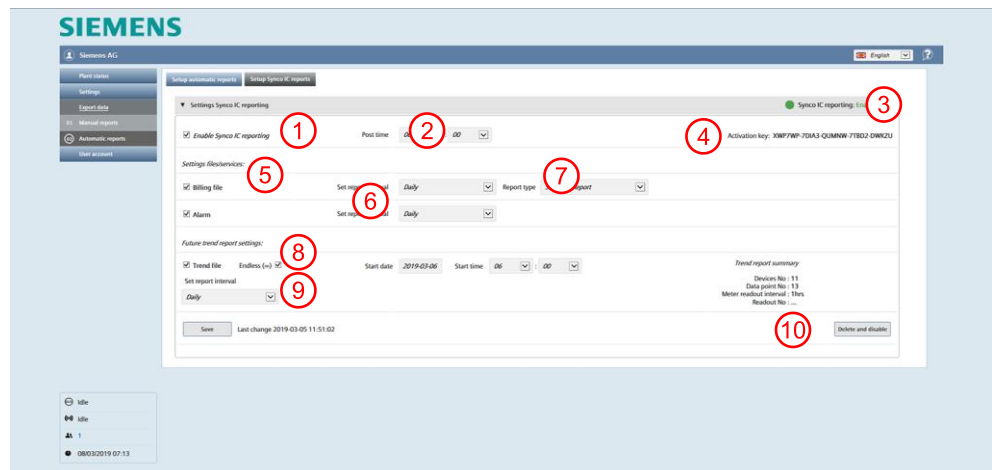 SIEMENS
Siemens AG
English
Plant status
Settings
Export data
Manual reports
Automatic reports
User account
Setup automatic reports Setup Synco IC reports
Settings Synco IC reporting
Synco IC reporting:
3
Enable Synco IC reporting
1
Post time
2
00
4
Activation key: XWP7WP-7DIA3-QUMNW-7TBD2-DWKZU
Settings files/services:
5
Billing file
Set
Daily
Report type
7
6
Alarm
Set
Daily
Future trend report settings:
8
Trend file Endless (∞)
Start date 2019-03-06 Start time 06 : 00
Trend report summary
Devices No : 11
Data point No : 13
Meter readout interval : 1hrs
Readout No : ...
Set report interval
9
Daily
Save Last change 2019-03-05 11:51:02
10
Delete and disable
Idle
Idle
1
08/03/2019 07:13